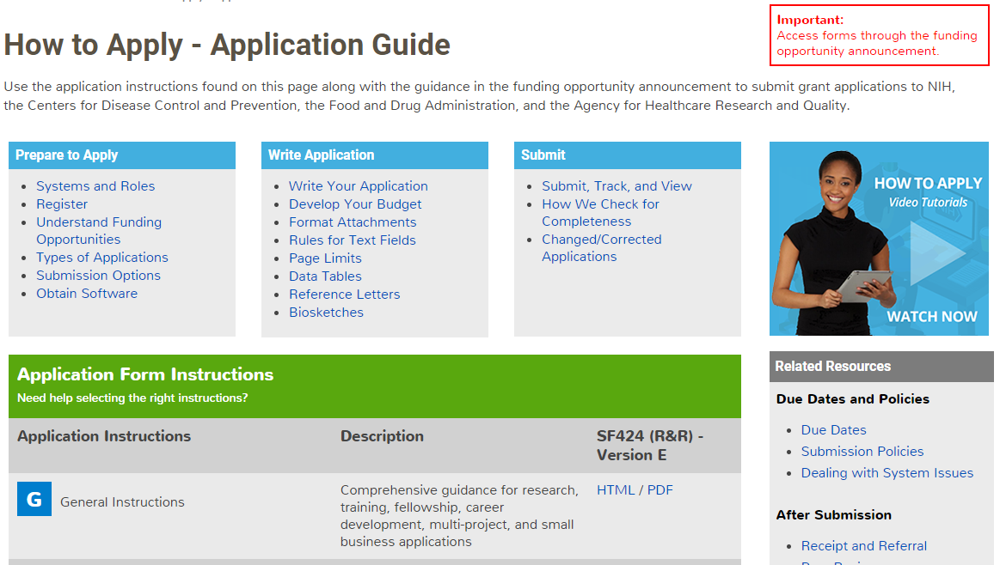 Important:
Access forms through the funding
opportunity announcement.
How to Apply - Application Guide
Use the application instructions found on this page along with the guidance in the funding opportunity announcement to submit grant applications to NIH,
the Centers for Disease Control and Prevention, the Food and Drug Administration, and the Agency for Healthcare Research and Quality.
Prepare to Apply
Systems and Roles
Register
Understand Funding
Opportunities
Types of Applications
Submission Options
Obtain Software
Write Application
Write Your Application
Develop Your Budget
Format Attachments
Rules for Text Fields
Page Limits
Data Tables
Reference Letters
Biosketches
Submit
Submit, Track, and View
How We Check for
Completeness
Changed/Corrected
Applications
HOW TO APPLY
Video Tutorials
WATCH NOW
Application Form Instructions
Need help selecting the right instructions?
Application Instructions
Description
SF424 (R&R) -
Version E
G
General Instructions
Comprehensive guidance for research,
training, fellowship, career
development, multi-project, and small
business applications
HTML / PDF
Related Resources
Due Dates and Policies
Due Dates
Submission Policies
Dealing with System Issues
After Submission
Receipt and Referral